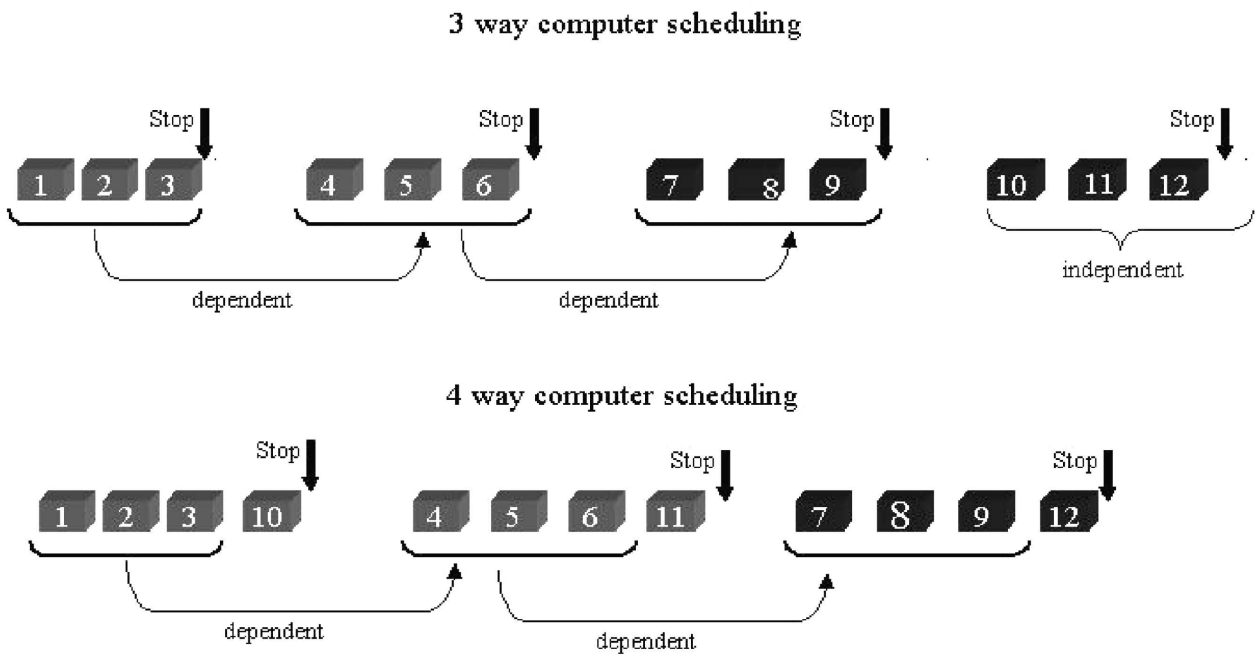 3 way computer scheduling
Stop Stop Stop Stop
1 2 3 4 5 6 7 8 9 10 11 12
independent
dependent dependent
4 way computer scheduling
Stop Stop Stop
1 2 3 10 4 5 6 11 7 8 9 12
dependent dependent